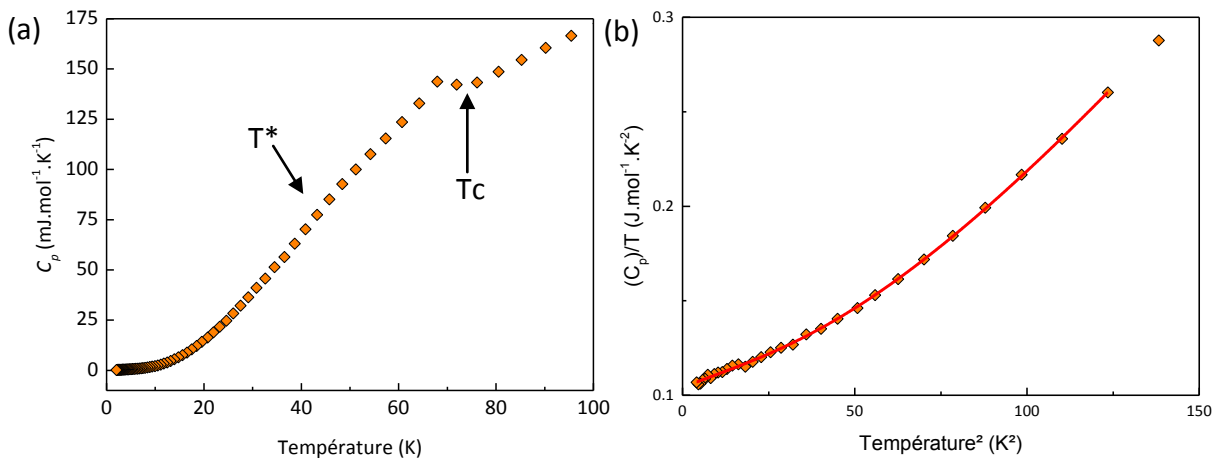 (a)
175
150
125
100
75
50
25
0
C_p (mJ.mol⁻¹.K⁻¹)
T*
Tc
0 20 40 60 80 100
Température (K)
(b)
0.3
0.2
0.1
(C_p)/T (J.mol⁻¹.K⁻²)
0 50 100 150
Température² (K²)